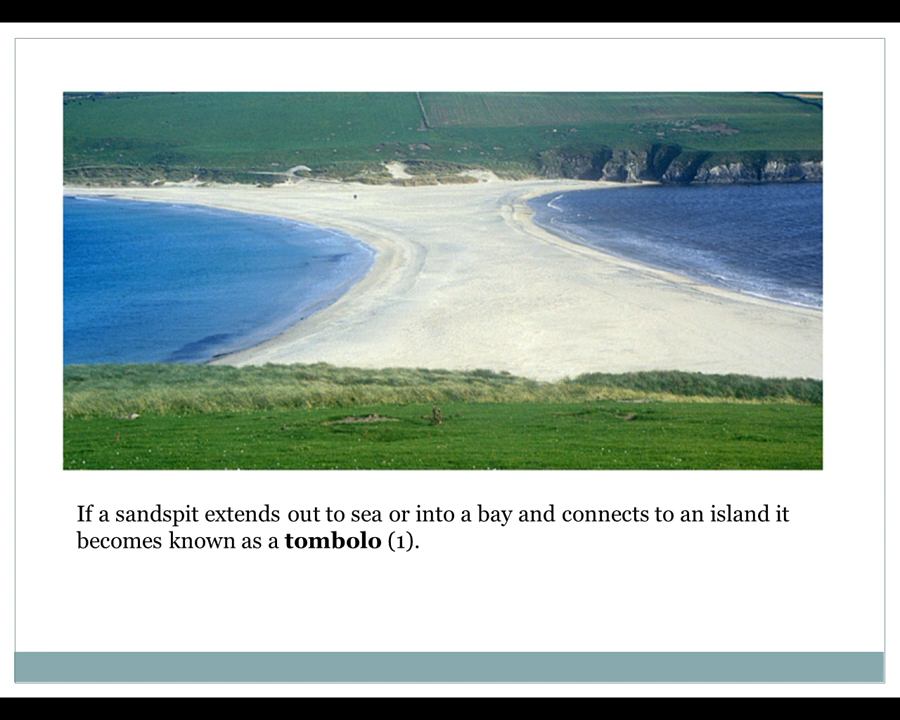 If a sandspit extends out to sea or into a bay and connects to an island it
becomes known as a tombolo (1).